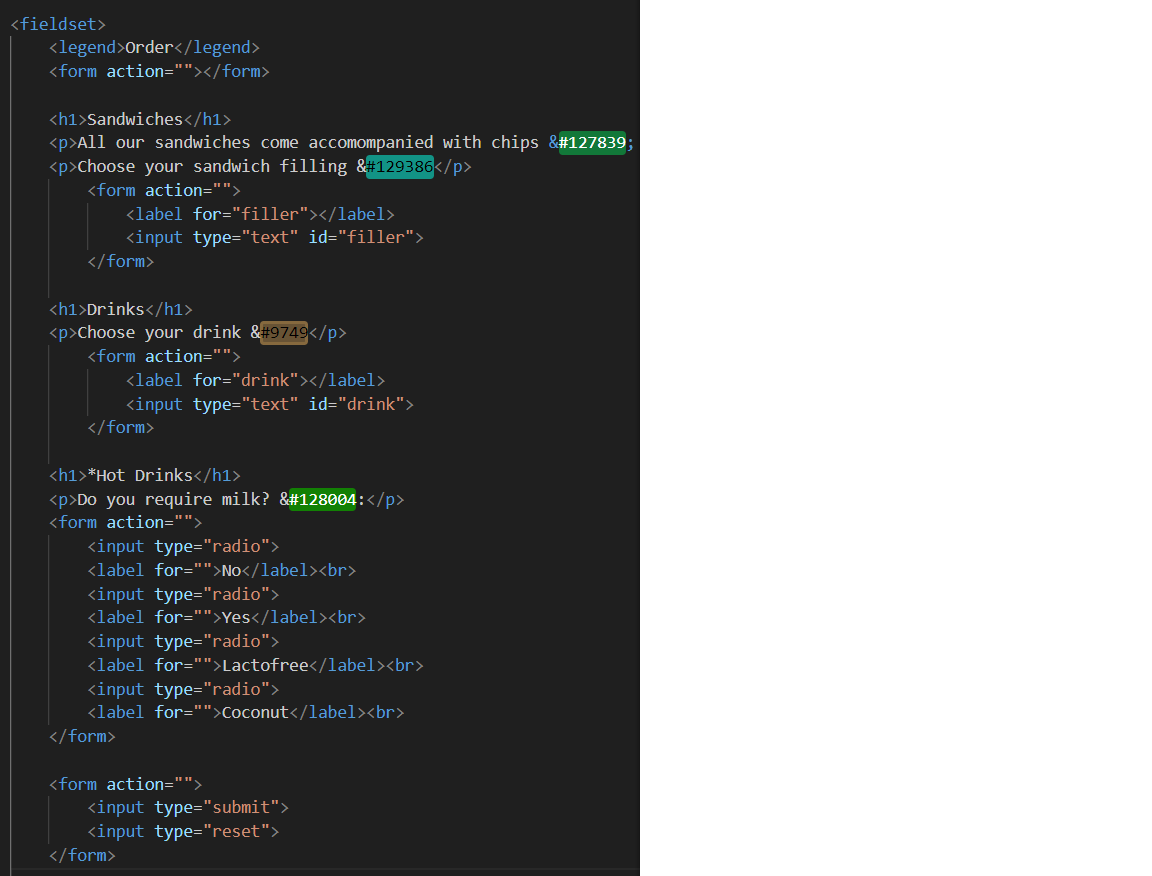 <fieldset>
<legend>Order</legend>
<form action=""></form>
<h1>Sandwiches</h1>
<p>All our sandwiches come accomompanied with chips &#127839;
<p>Choose your sandwich filling &#129386</p>
<form action="">
<label for="filler"></label>
<input type="text" id="filler">
</form>
<h1>Drinks</h1>
<p>Choose your drink &#9749</p>
<form action="">
<label for="drink"></label>
<input type="text" id="drink">
</form>
<h1>*Hot Drinks</h1>
<p>Do you require milk? &#128004:</p>
<form action="">
<input type="radio">
<label for="">No</label><br>
<input type="radio">
<label for="">Yes</label><br>
<input type="radio">
<label for="">Lactofree</label><br>
<input type="radio">
<label for="">Coconut</label><br>
</form>
<form action="">
<input type="submit">
<input type="reset">
</form>